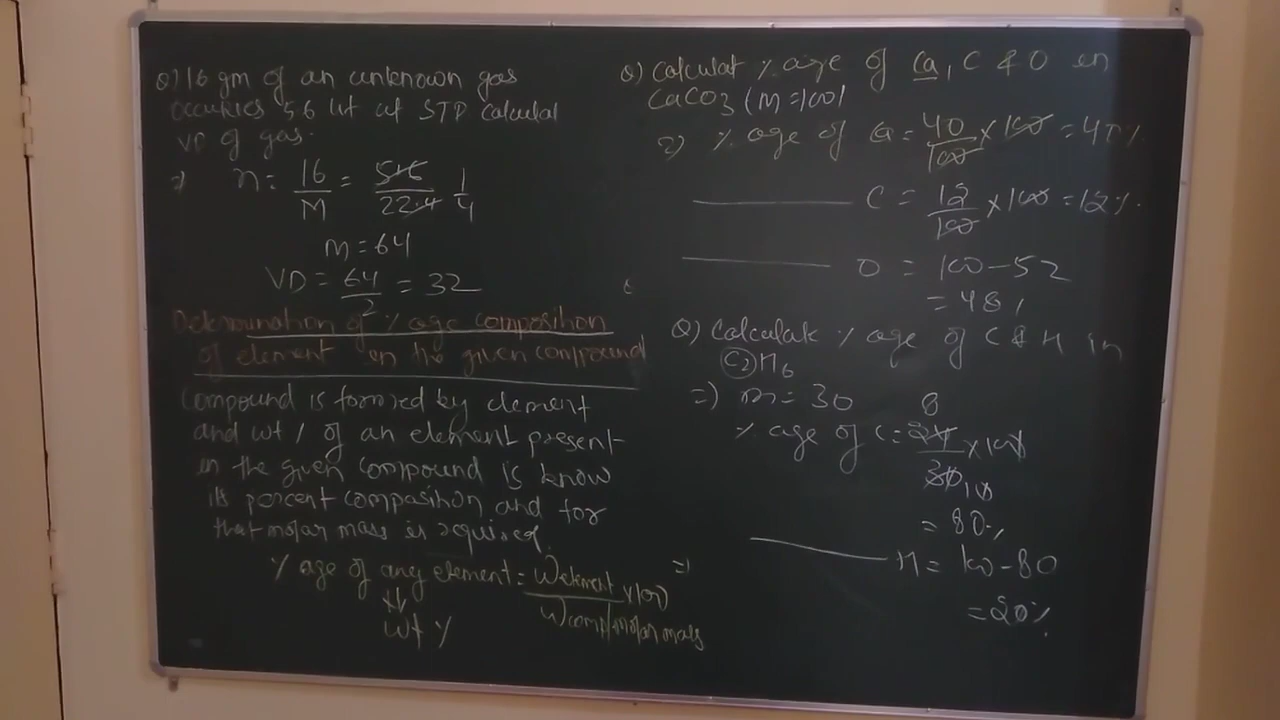 Q) 16 gm of an unknown gas
occupies 5.6 lit at STP calculat
VD of gas.
=) n = 16/M = 5.6/22.4 1/4
M = 64
VD = 64/2 = 32
Determination of % age composition
of element in the given compound
Compound is formed by element
and wt % of an element present
in the given compound is know
its percent composition and for
that molar mass is required.
% age of any element = W element/W comp/molar mass x 100
wt %
Q) Calculat % age of Ca, C & O in
CaCO3 (M = 100)
=) % age of Ca = 40/100 x 100 = 40%
C = 12/100 x 100 = 12%
O = 100 - 52
= 48%
Q) Calculate % age of C & H in
C2H6
=) m = 30
% age of C = 24/30 x 100
8
10
= 80%
H = 100 - 80
= 20%